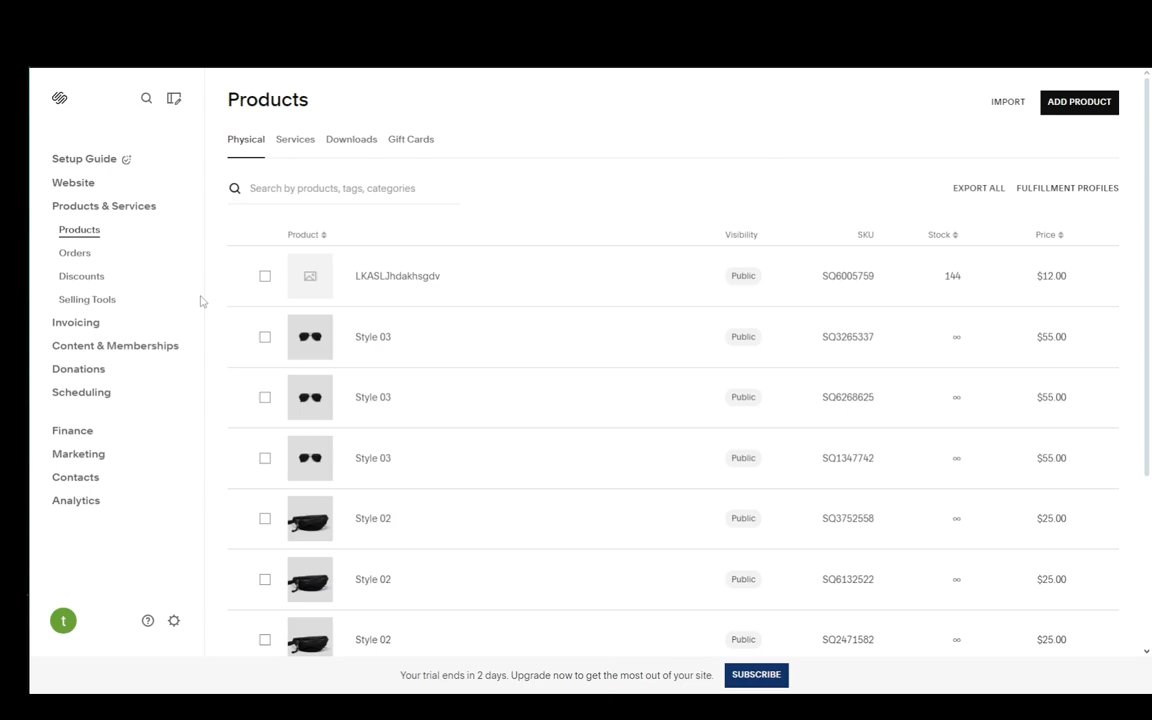 Products
IMPORT
ADD PRODUCT
Physical Services Downloads Gift Cards
Setup Guide
Website
Products & Services
Products
Orders
Discounts
Selling Tools
Invoicing
Content & Memberships
Donations
Scheduling
Finance
Marketing
Contacts
Analytics
t
Search by products, tags, categories
EXPORT ALL FULFILLMENT PROFILES
Product Visibility SKU Stock Price
LKASLJhdakhsgdv Public SQ6005759 144 $12.00
Style 03 Public SQ3265337 ∞ $55.00
Style 03 Public SQ6268625 ∞ $55.00
Style 03 Public SQ1347742 ∞ $55.00
Style 02 Public SQ3752558 ∞ $25.00
Style 02 Public SQ6132522 ∞ $25.00
Style 02 Public SQ2471582 ∞ $25.00
Your trial ends in 2 days. Upgrade now to get the most out of your site. SUBSCRIBE